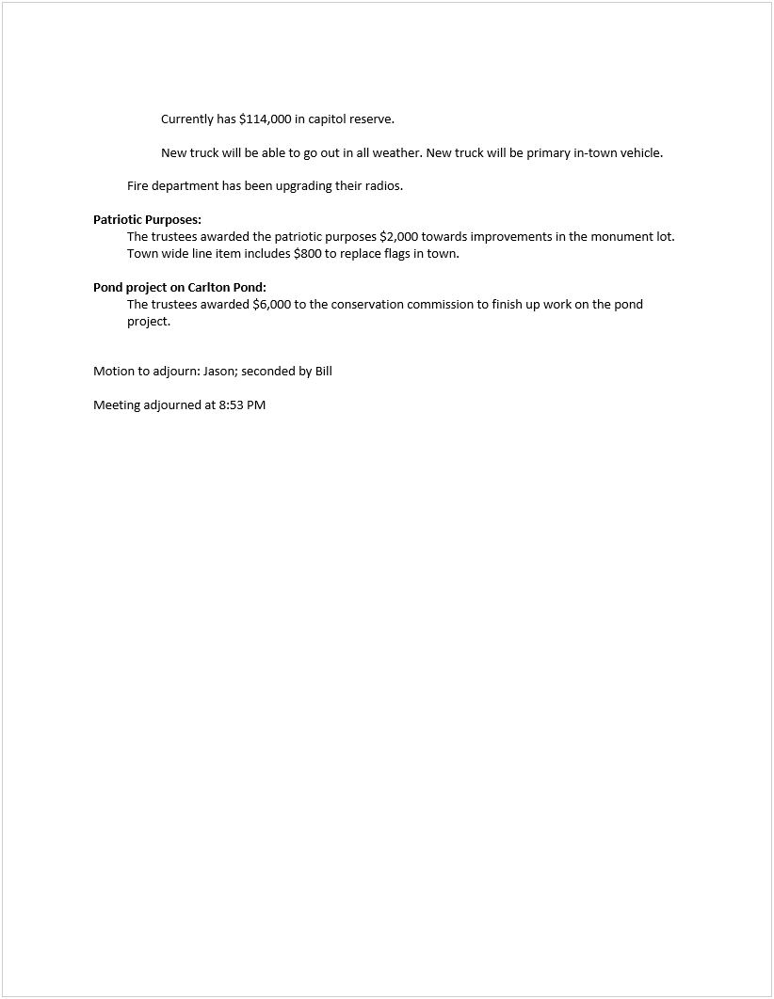 Currently has $114,000 in capitol reserve.
New truck will be able to go out in all weather. New truck will be primary in-town vehicle.
Fire department has been upgrading their radios.
Patriotic Purposes:
The trustees awarded the patriotic purposes $2,000 towards improvements in the monument lot.
Town wide line item includes $800 to replace flags in town.
Pond project on Carlton Pond:
The trustees awarded $6,000 to the conservation commission to finish up work on the pond
project.
Motion to adjourn: Jason; seconded by Bill
Meeting adjourned at 8:53 PM